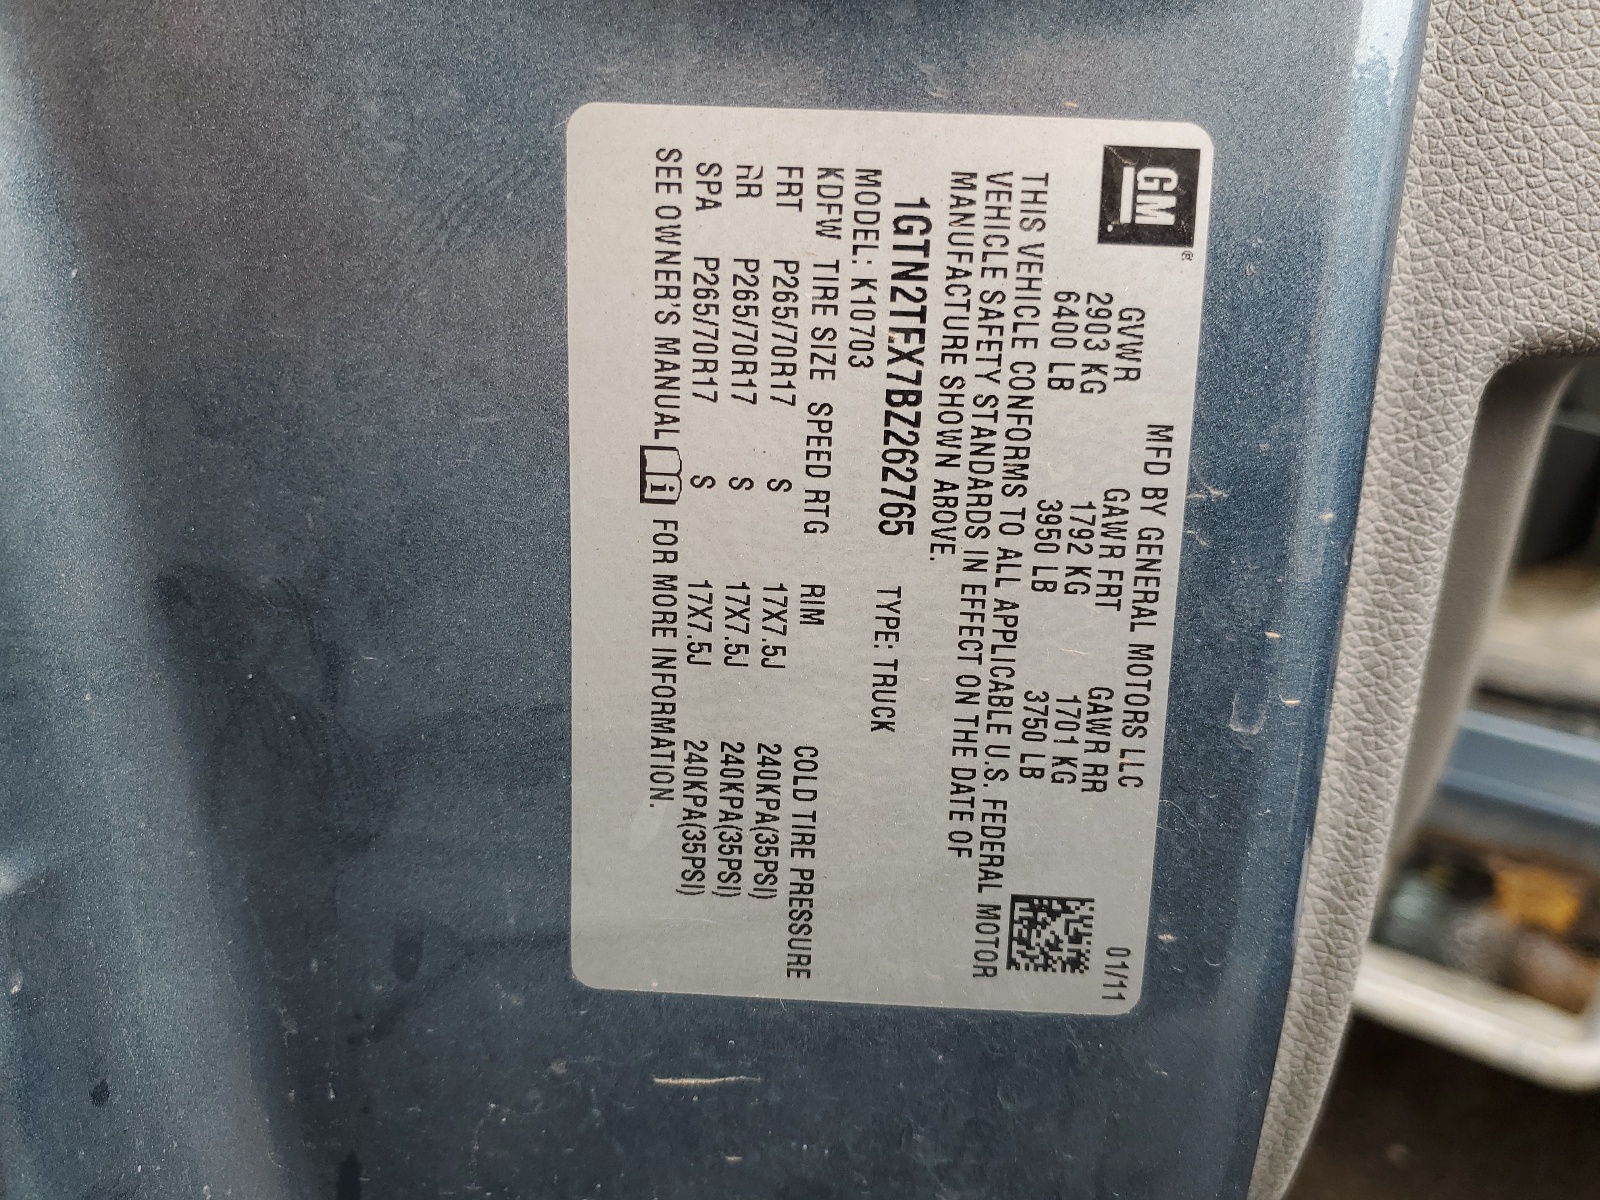 GM®
MFD BY GENERAL MOTORS LLC 01/11
GVWR GAWR FRT GAWR RR
2903 KG 1792 KG 1701 KG
6400 LB 3950 LB 3750 LB
THIS VEHICLE CONFORMS TO ALL APPLICABLE U.S. FEDERAL MOTOR
VEHICLE SAFETY STANDARDS IN EFFECT ON THE DATE OF
MANUFACTURE SHOWN ABOVE.
1GTN2TEX7BZ262765 TYPE: TRUCK
MODEL: K10703
KDFW TIRE SIZE SPEED RTG RIM COLD TIRE PRESSURE
FRT P265/70R17 S 17X7.5J 240KPA(35PSI)
RR P265/70R17 S 17X7.5J 240KPA(35PSI)
SPA P265/70R17 S 17X7.5J 240KPA(35PSI)
SEE OWNER'S MANUAL i FOR MORE INFORMATION.